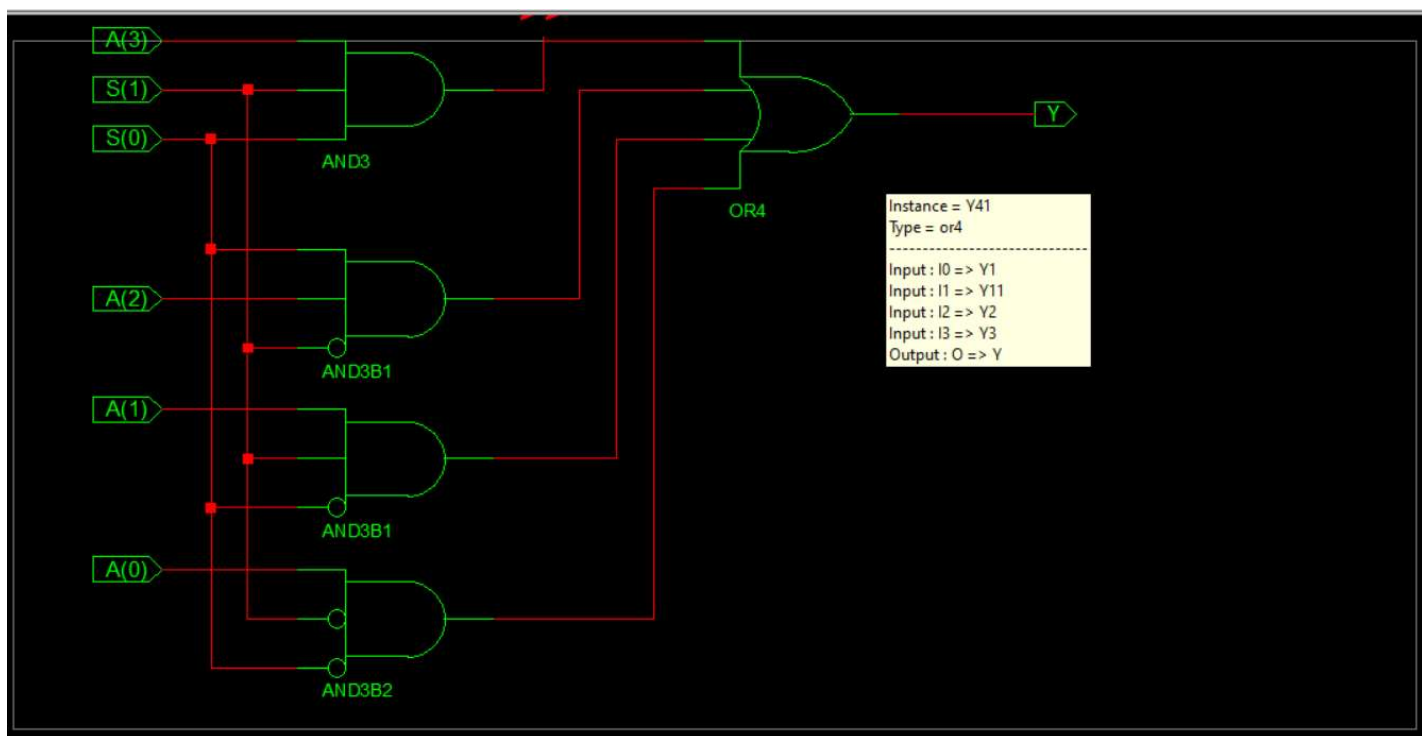 A(3)
S(1)
S(0)
AND3
OR4
Y
Instance = Y41
Type = or4
Input : I0 => Y1
Input : I1 => Y11
Input : I2 => Y2
Input : I3 => Y3
Output : O => Y
A(2)
AND3B1
A(1)
AND3B1
A(0)
AND3B2